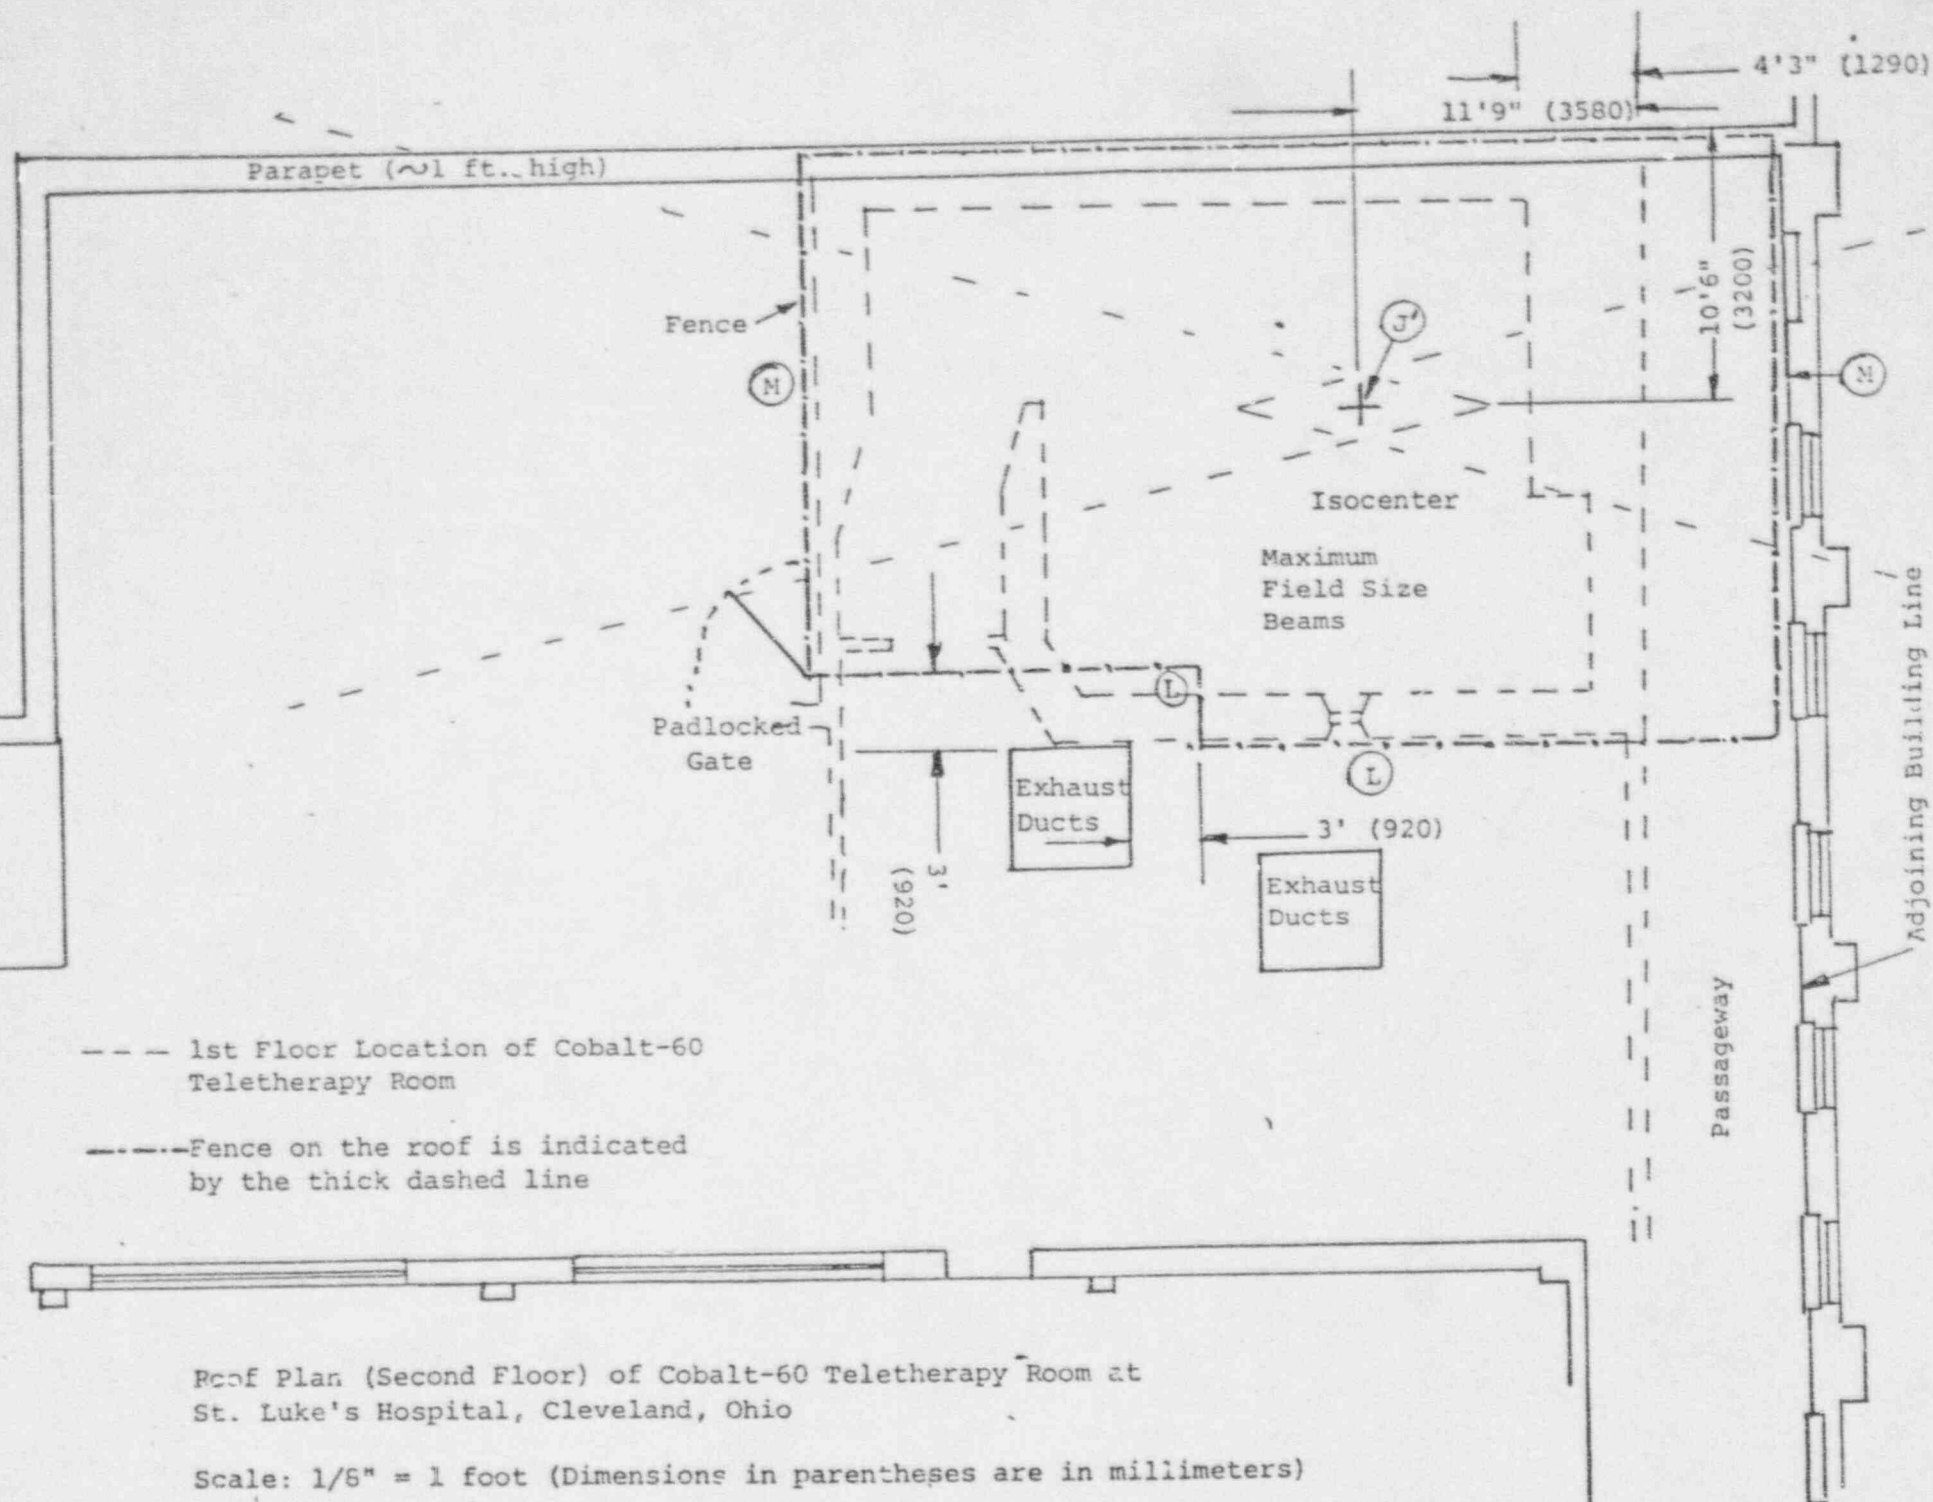 4'3" (1290)
11'9" (3580)
Parapet (~1 ft. high)
10'6"
(3200)
Fence
J'
M
M
Isocenter
Maximum
Field Size
Beams
L
Padlocked
Gate
L
Exhaust
Ducts
3' (920)
3'
(920)
Exhaust
Ducts
Adjoining Building Line
Passageway
1st Floor Location of Cobalt-60
Teletherapy Room
Fence on the roof is indicated
by the thick dashed line
Roof Plan (Second Floor) of Cobalt-60 Teletherapy Room at
St. Luke's Hospital, Cleveland, Ohio
Scale: 1/8" = 1 foot (Dimensions in parentheses are in millimeters)